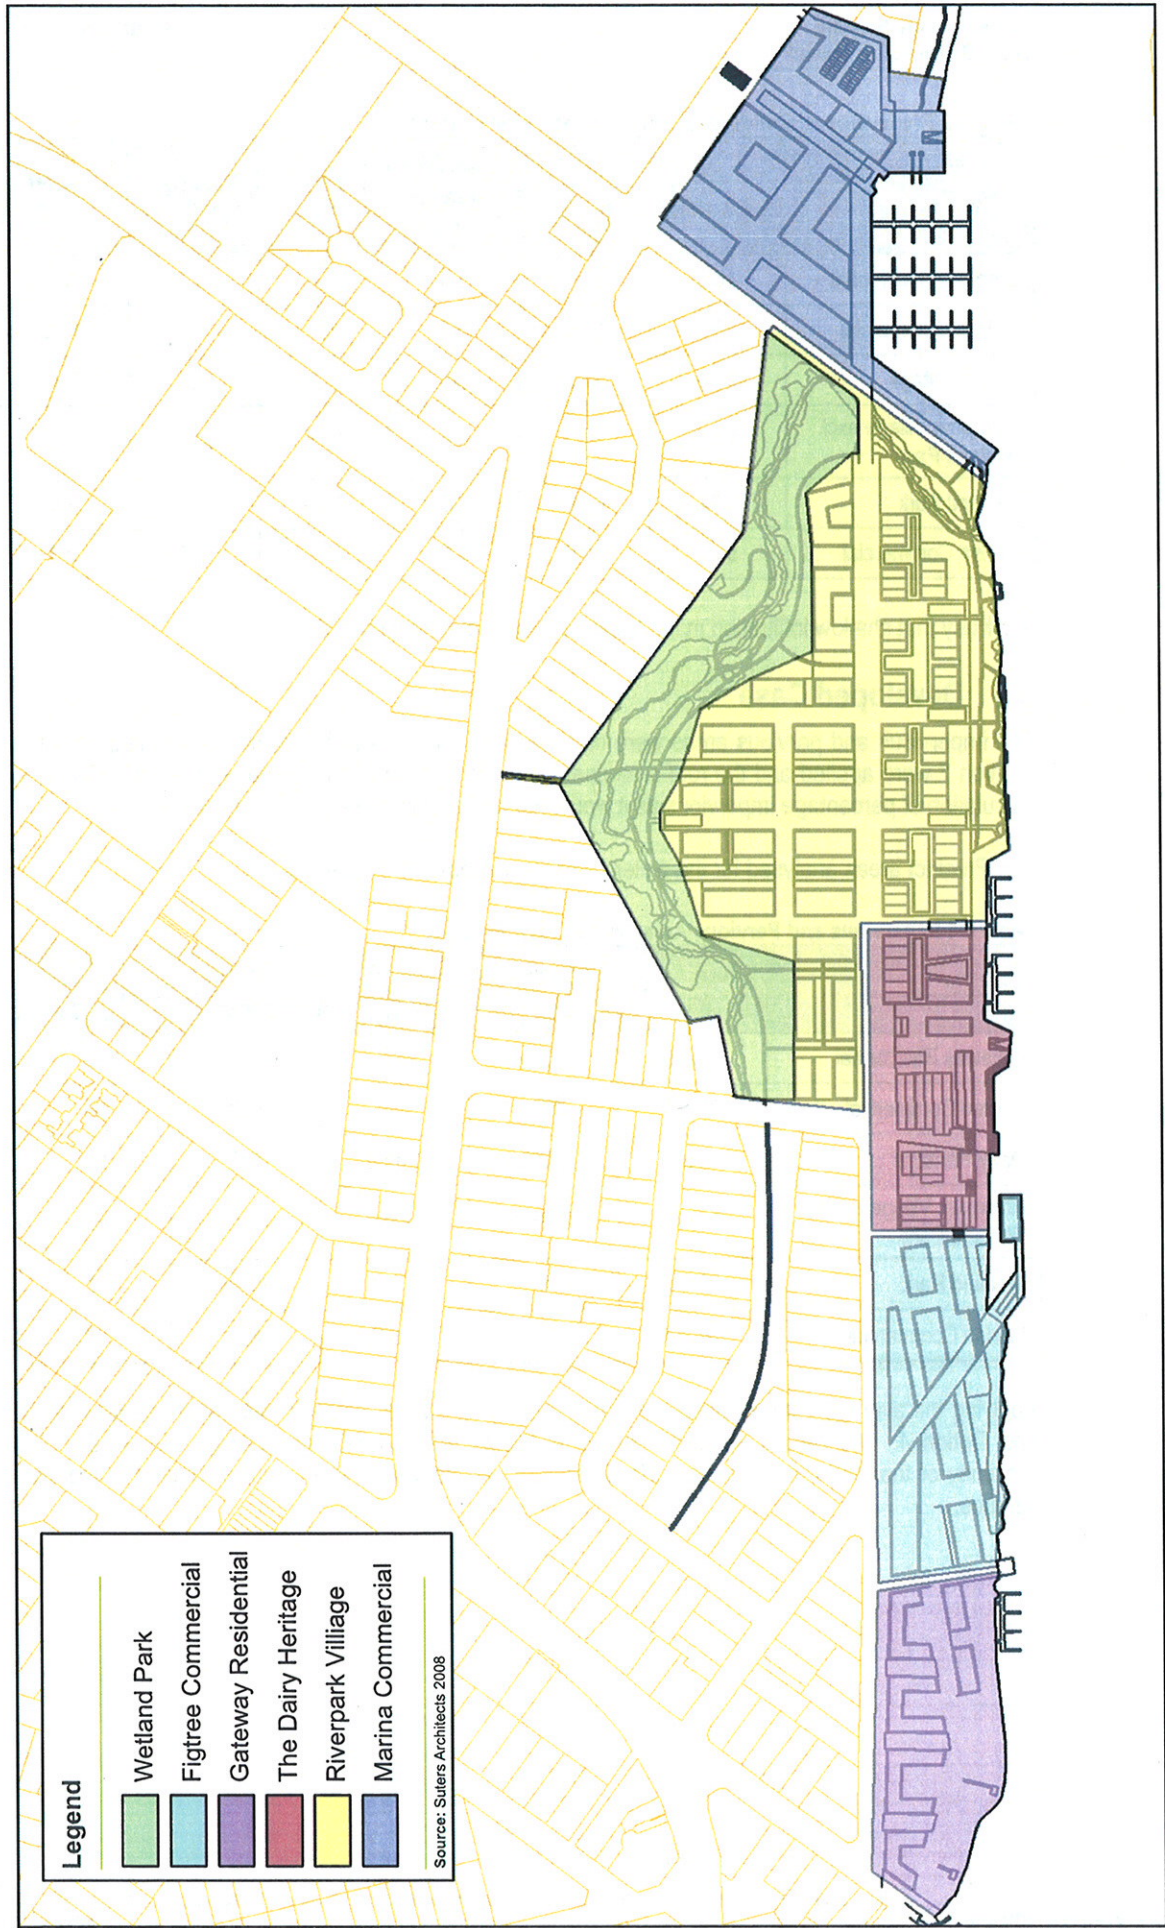 Legend
Wetland Park
Figtree Commercial
Gateway Residential
The Dairy Heritage
Riverpark Villiage
Marina Commercial
Source: Suters Architects 2008